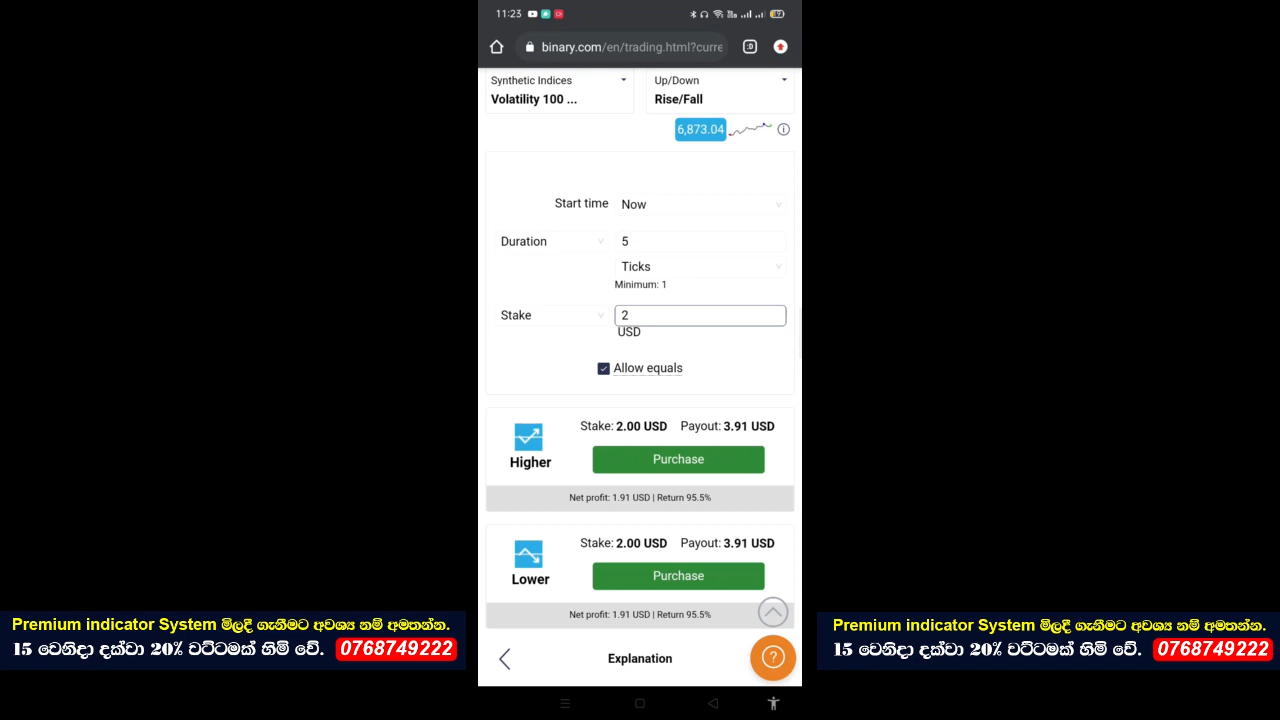 11:23
binary.com/en/trading.html?curre
Synthetic Indices
Volatility 100 ...
Up/Down
Rise/Fall
6,873.04
Start time Now
Duration 5
Ticks
Minimum: 1
Stake 2
USD
Allow equals
Stake: 2.00 USD Payout: 3.91 USD
Higher
Purchase
Net profit: 1.91 USD | Return 95.5%
Stake: 2.00 USD Payout: 3.91 USD
Lower
Purchase
Net profit: 1.91 USD | Return 95.5%
Explanation
Premium indicator System මිලදී ගැනීමට අවශ්‍ය නම් අමතන්න.
15 වෙනිදා දක්වා 20% වට්ටමක් හිමි වේ. 0768749222
Premium indicator System මිලදී ගැනීමට අවශ්‍ය නම් අමතන්න.
15 වෙනිදා දක්වා 20% වට්ටමක් හිමි වේ. 0768749222